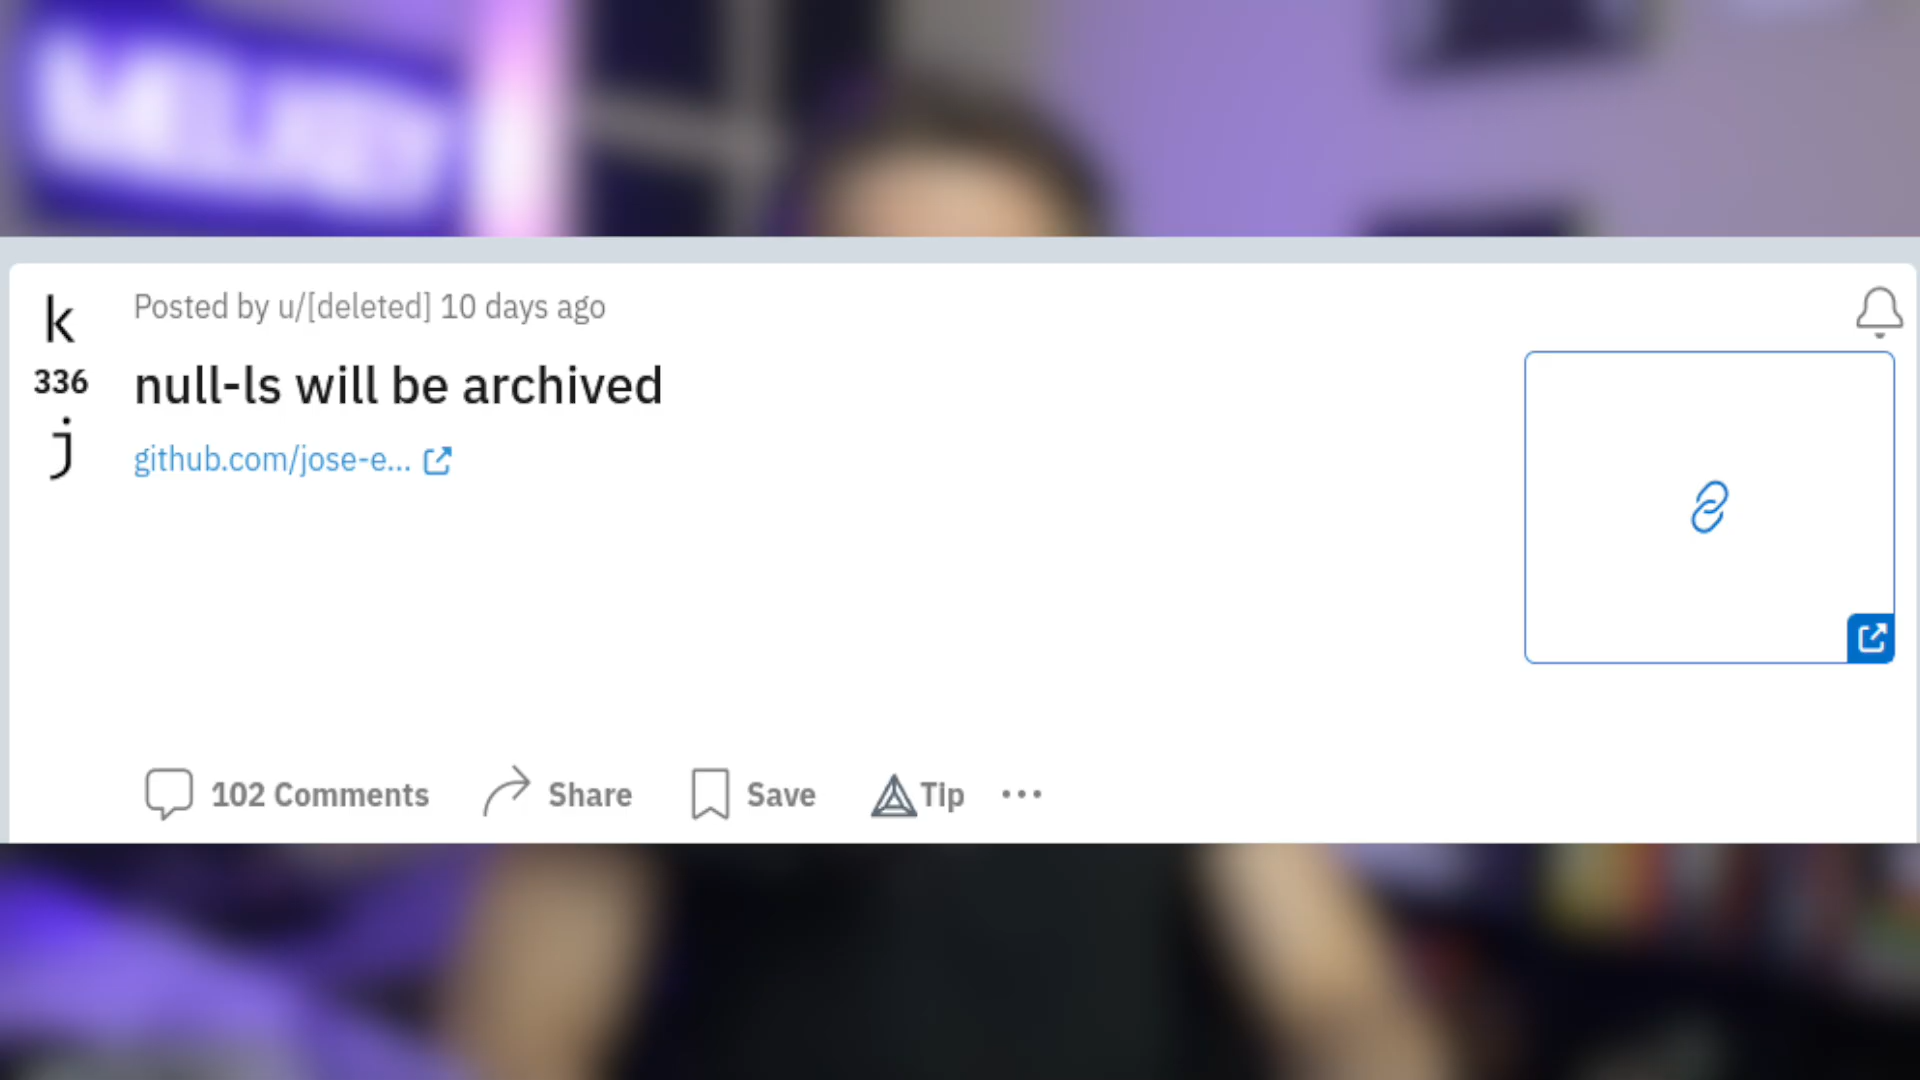 k
336
j
Posted by u/[deleted] 10 days ago
null-ls will be archived
github.com/jose-e...
102 Comments
Share
Save
Tip